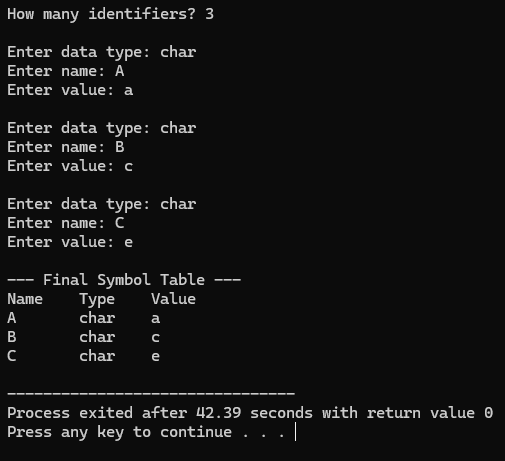 How many identifiers? 3
Enter data type: char
Enter name: A
Enter value: a
Enter data type: char
Enter name: B
Enter value: c
Enter data type: char
Enter name: C
Enter value: e
--- Final Symbol Table ---
Name    Type    Value
A       char    a
B       char    c
C       char    e
--------------------------------
Process exited after 42.39 seconds with return value 0
Press any key to continue . . .